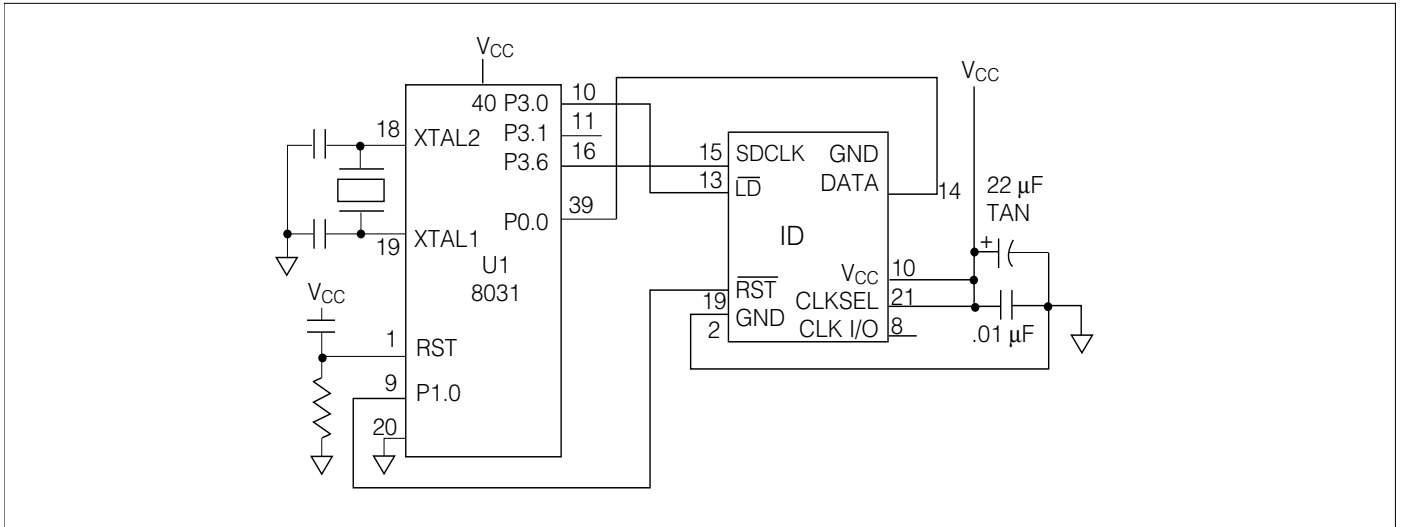 VCC
40 P3.0
10
P3.1
11
P3.6
16
P0.0
39
18
XTAL2
19
XTAL1
U1
8031
VCC
1
RST
9
P1.0
20
15
SDCLK
GND
13
LD
DATA
14
ID
VCC
10
RST
19
CLKSEL
21
GND
2
CLK I/O
8
VCC
22 µF
TAN
+
.01 µF